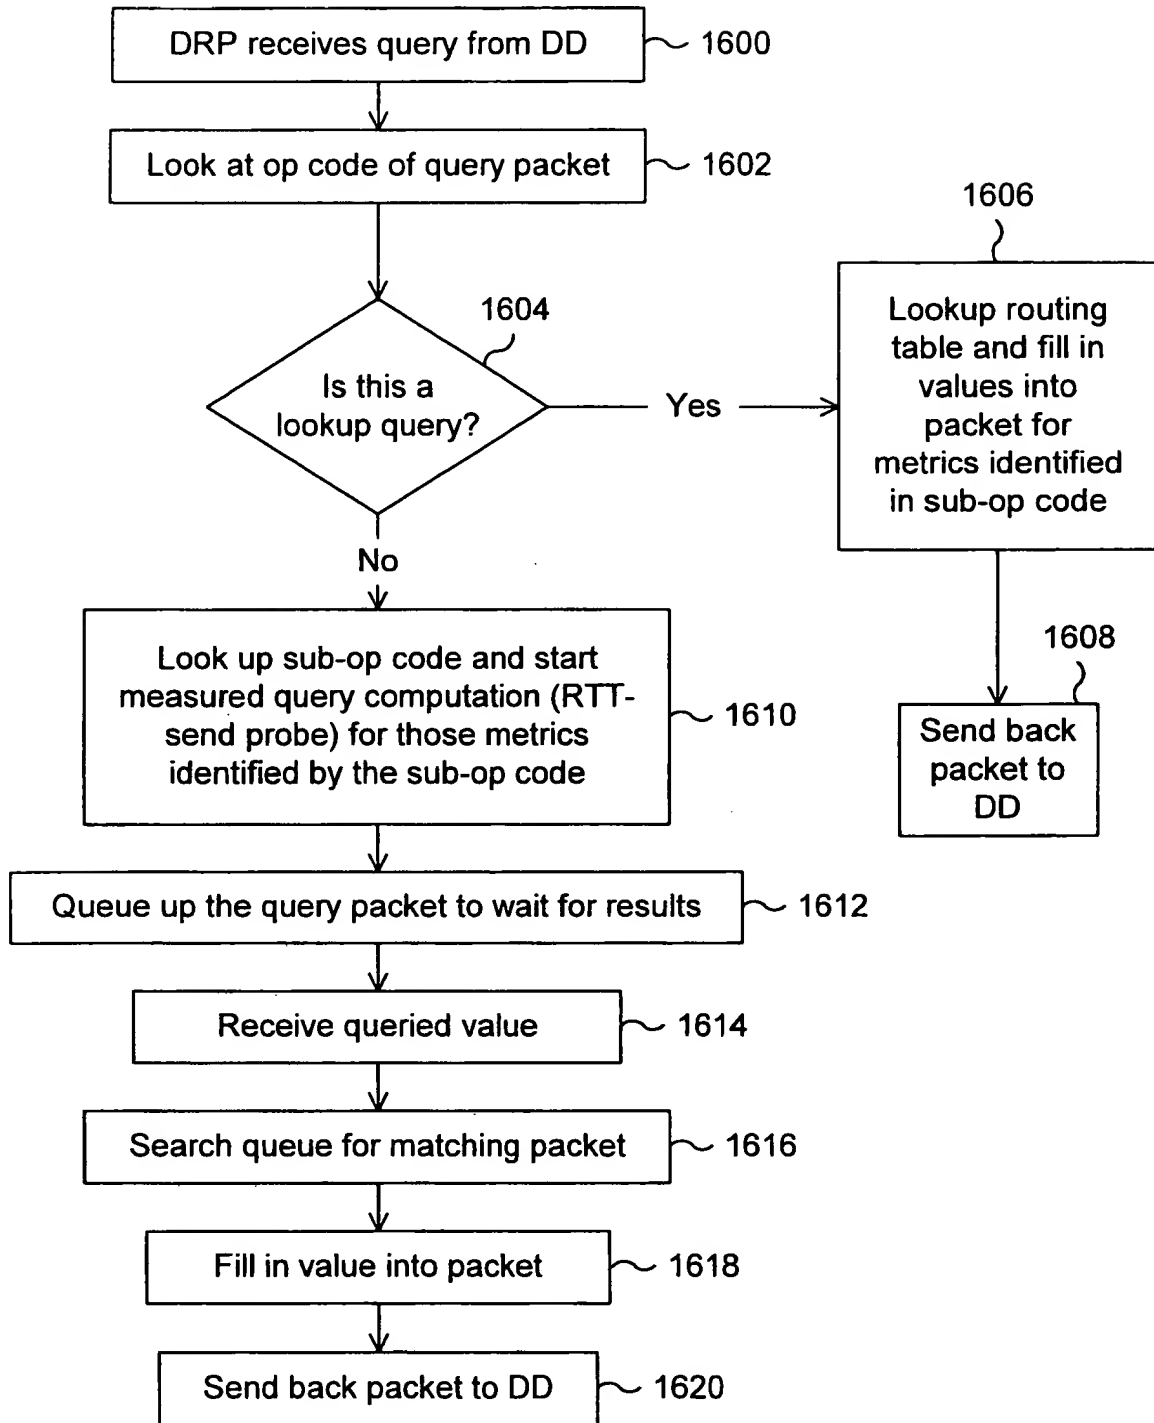 DRP receives query from DD
1600
Look at op code of query packet
1602
1604
Is this a
lookup query?
Yes
1606
Lookup routing
table and fill in
values into
packet for
metrics identified
in sub-op code
1608
Send back
packet to
DD
No
Look up sub-op code and start
measured query computation (RTT-
send probe) for those metrics
identified by the sub-op code
1610
Queue up the query packet to wait for results
1612
Receive queried value
1614
Search queue for matching packet
1616
Fill in value into packet
1618
Send back packet to DD
1620